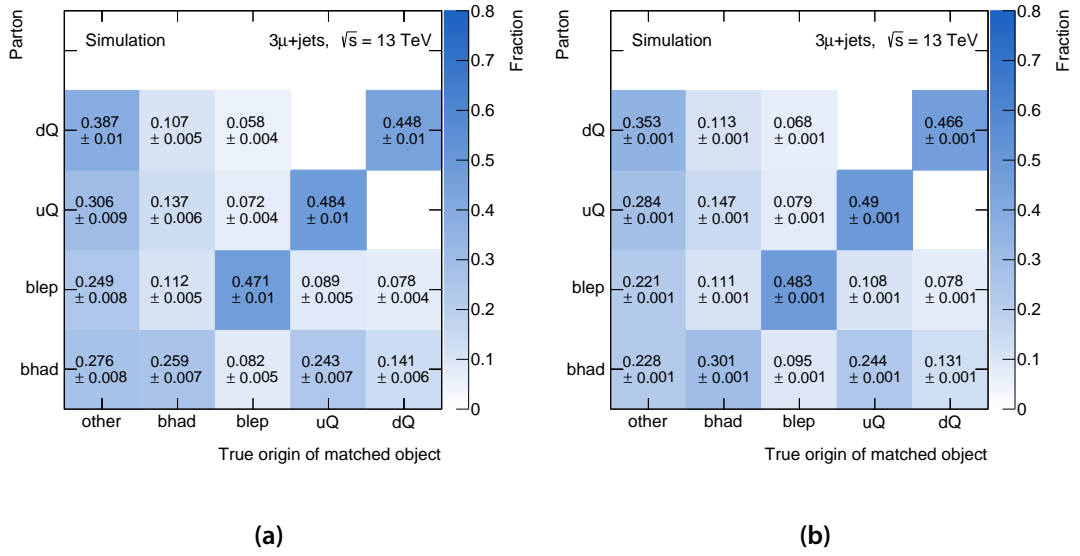 Parton
Simulation
3μ+jets, √s = 13 TeV
Fraction
0.8
0.7
0.6
0.5
0.4
0.3
0.2
0.1
0
dQ
0.387 ± 0.01
0.107 ± 0.005
0.058 ± 0.004
0.448 ± 0.01
uQ
0.306 ± 0.009
0.137 ± 0.006
0.072 ± 0.004
0.484 ± 0.01
blep
0.249 ± 0.008
0.112 ± 0.005
0.471 ± 0.01
0.089 ± 0.005
0.078 ± 0.004
bhad
0.276 ± 0.008
0.259 ± 0.007
0.082 ± 0.005
0.243 ± 0.007
0.141 ± 0.006
other bhad blep uQ dQ
True origin of matched object
(a)
Parton
Simulation
3μ+jets, √s = 13 TeV
Fraction
0.8
0.7
0.6
0.5
0.4
0.3
0.2
0.1
0
dQ
0.353 ± 0.001
0.113 ± 0.001
0.068 ± 0.001
0.466 ± 0.001
uQ
0.284 ± 0.001
0.147 ± 0.001
0.079 ± 0.001
0.49 ± 0.001
blep
0.221 ± 0.001
0.111 ± 0.001
0.483 ± 0.001
0.108 ± 0.001
0.078 ± 0.001
bhad
0.228 ± 0.001
0.301 ± 0.001
0.095 ± 0.001
0.244 ± 0.001
0.131 ± 0.001
other bhad blep uQ dQ
True origin of matched object
(b)